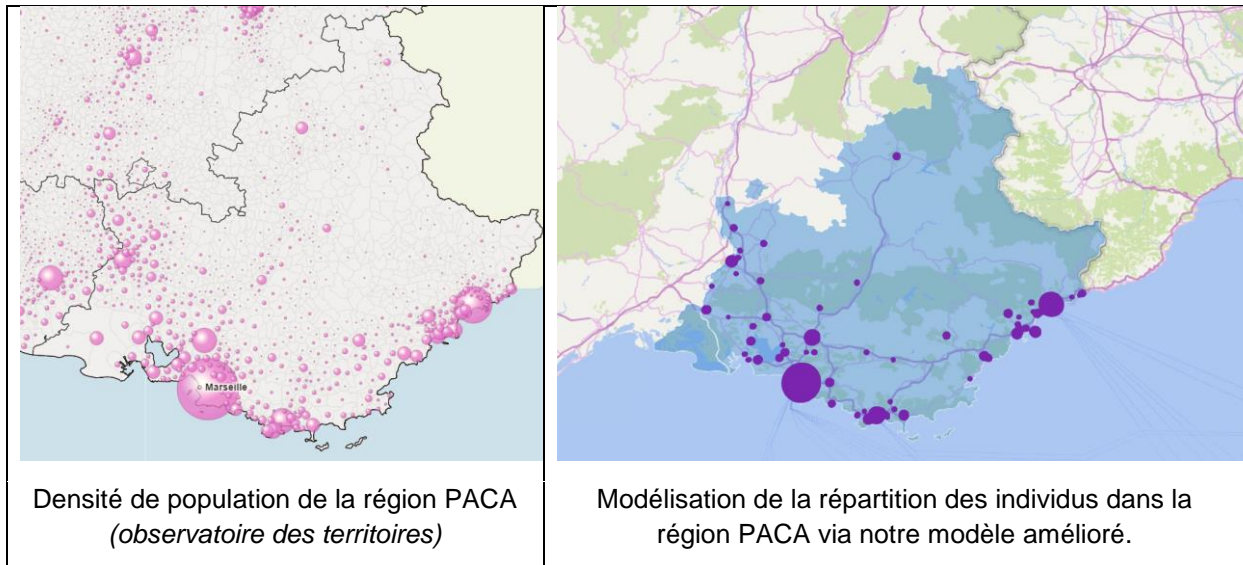 Marseille
Densité de population de la région PACA
(observatoire des territoires)
Modélisation de la répartition des individus dans la
région PACA via notre modèle amélioré.